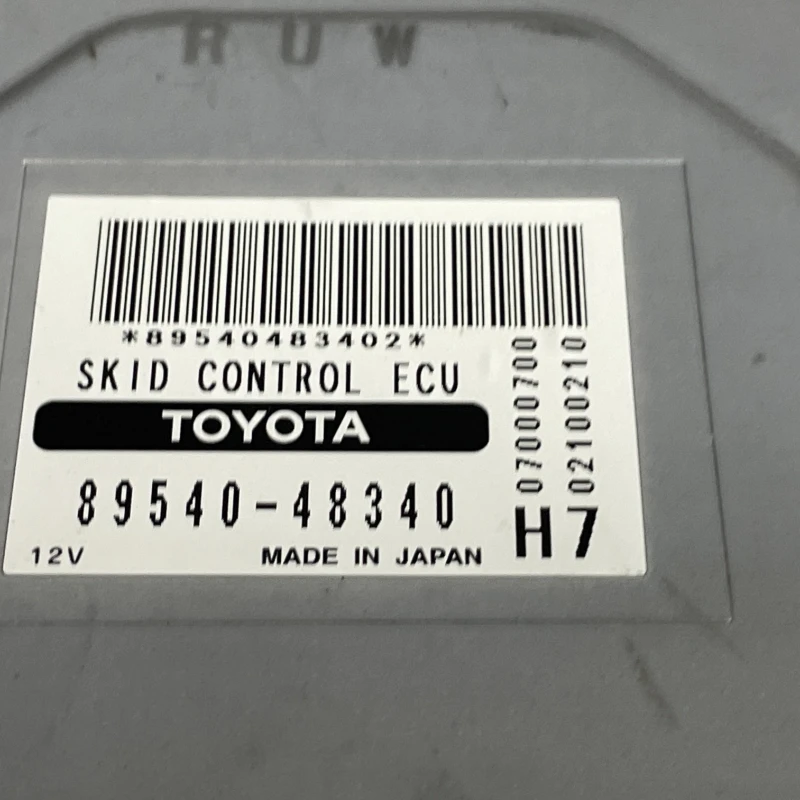 RUW
*89540483402*
SKID CONTROL ECU
TOYOTA
89540-48340
12V
MADE IN JAPAN
07000700
02100210
H7